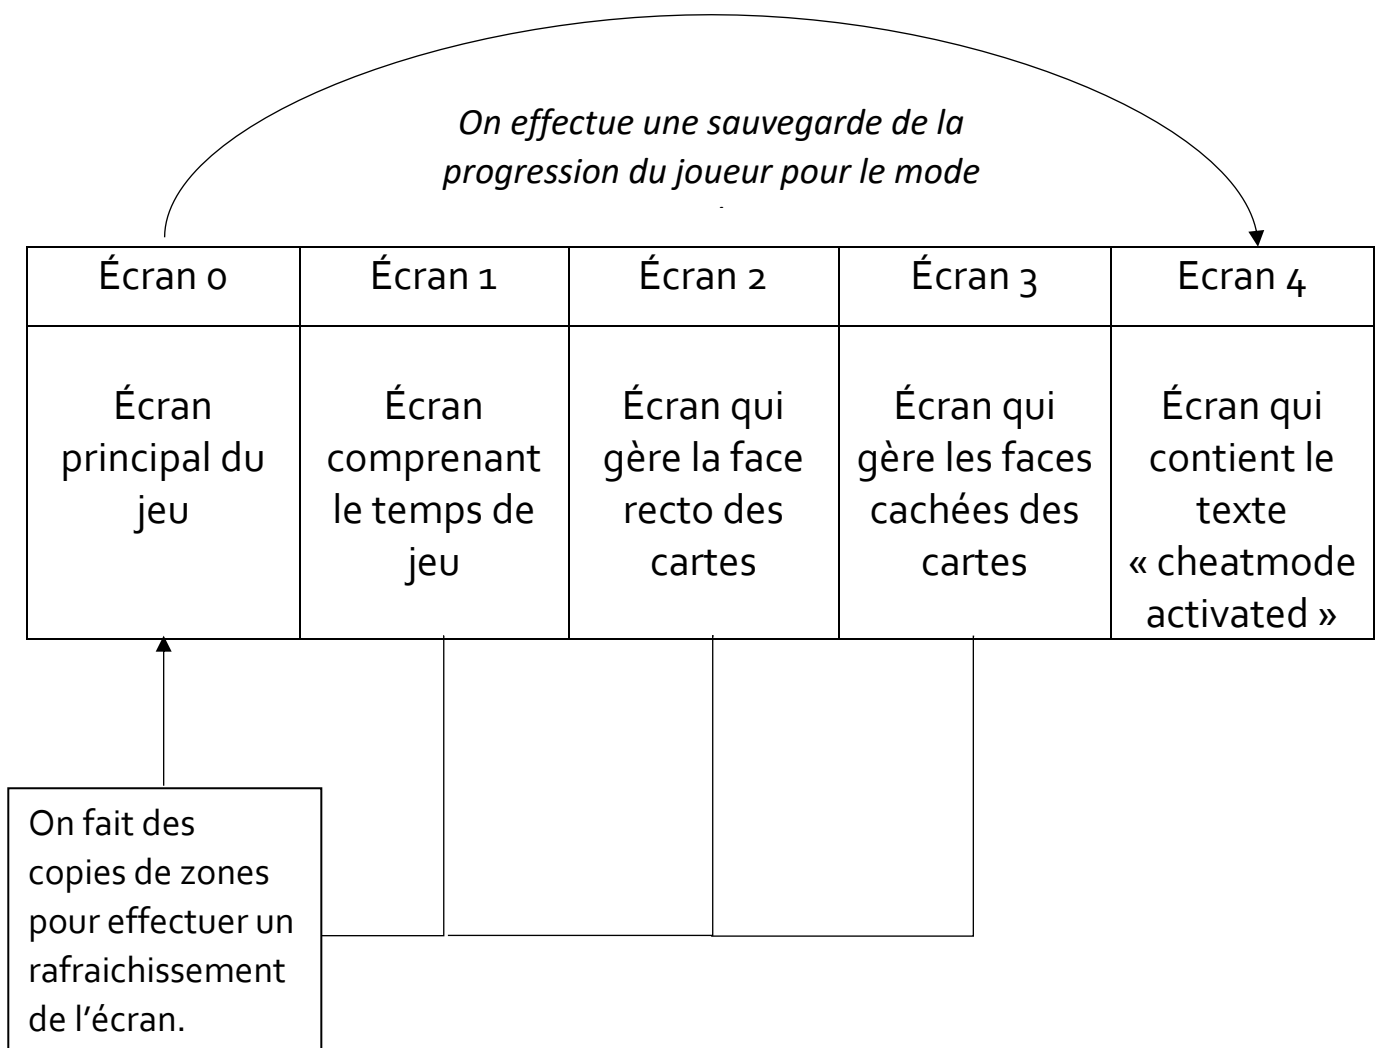 On effectue une sauvegarde de la
progression du joueur pour le mode
Écran 0
Écran 1
Écran 2
Écran 3
Ecran 4
Écran
principal du
jeu
Écran
comprenant
le temps de
jeu
Écran qui
gère la face
recto des
cartes
Écran qui
gère les faces
cachées des
cartes
Écran qui
contient le
texte
« cheatmode
activated »
On fait des
copies de zones
pour effectuer un
rafraichissement
de l’écran.